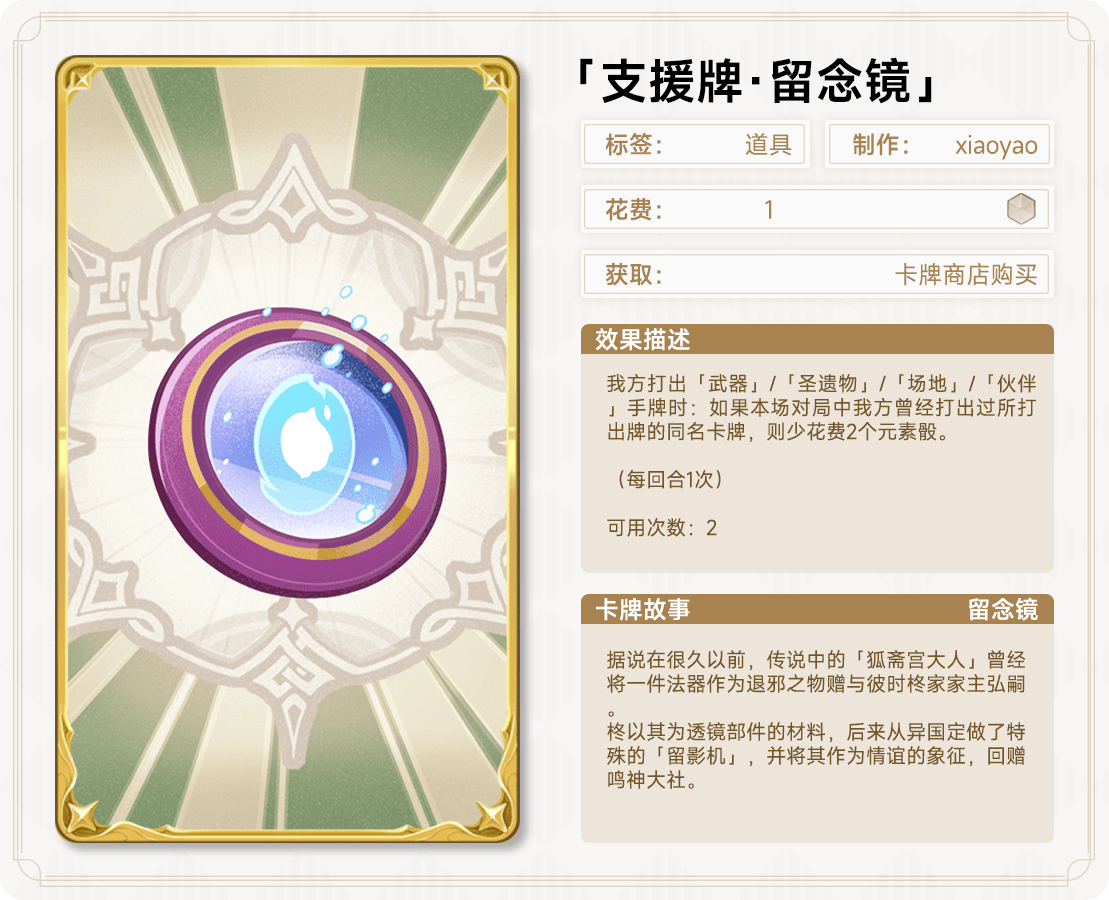 「支援牌·留念镜」
标签： 道具
制作： xiaoyao
花费： 1
获取： 卡牌商店购买
效果描述
我方打出「武器」/「圣遗物」/「场地」/「伙伴
」手牌时：如果本场对局中我方曾经打出过所打
出牌的同名卡牌，则少花费2个元素骰。
（每回合1次）
可用次数：2
卡牌故事 留念镜
据说在很久以前，传说中的「狐斋宫大人」曾经
将一件法器作为退邪之物赠与彼时柊家家主弘嗣
。
柊以其为透镜部件的材料，后来从异国定做了特
殊的「留影机」，并将其作为情谊的象征，回赠
鸣神大社。